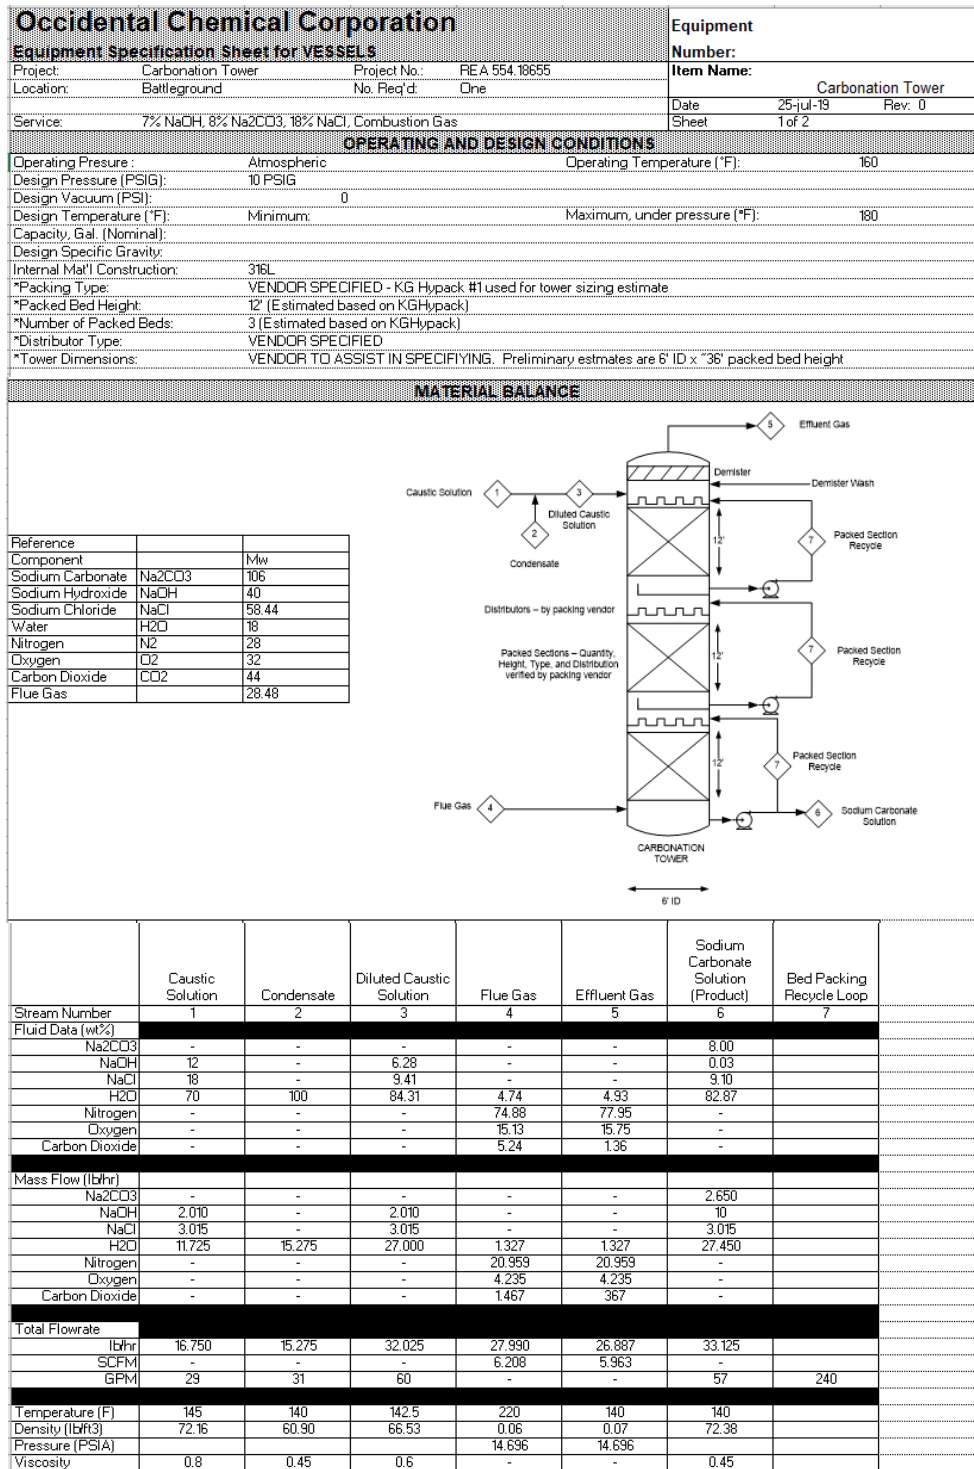 Occidental Chemical Corporation
Equipment Specification Sheet for VESSELS
Equipment
Number:
Project: Carbonation Tower Project No.: REA 554.18655
Item Name:
Location: Battleground No. Req'd: One
Carbonation Tower
Date 25-jul-19 Rev: 0
Service: 7% NaOH, 8% Na2CO3, 18% NaCl, Combustion Gas
Sheet 1 of 2
OPERATING AND DESIGN CONDITIONS
Operating Presure : Atmospheric Operating Temperature (°F): 160
Design Pressure (PSIG): 10 PSIG
Design Vacuum (PSI): 0
Design Temperature (°F): Minimum: Maximum, under pressure (°F): 180
Capacity, Gal. (Nominal):
Design Specific Gravity:
Internal Mat'l Construction: 316L
*Packing Type: VENDOR SPECIFIED - KG Hypack #1 used for tower sizing estimate
*Packed Bed Height: 12' (Estimated based on KGHypack)
*Number of Packed Beds: 3 (Estimated based on KGHypack)
*Distributor Type: VENDOR SPECIFIED
*Tower Dimensions: VENDOR TO ASSIST IN SPECIFIYING. Preliminary estmates are 6' ID x ~36' packed bed height
MATERIAL BALANCE
5 Effluent Gas
Demister
Demister Wash
Caustic Solution 1 3
Diluted Caustic
Solution
2
Condensate
12'
7
Packed Section
Recycle
Distributors – by packing vendor
Packed Sections – Quantity,
Height, Type, and Distribution
verified by packing vendor
12'
7
Packed Section
Recycle
12'
7
Packed Section
Recycle
Flue Gas 4
6 Sodium Carbonate
Solution
CARBONATION
TOWER
6' ID
Reference
Component Mw
Sodium Carbonate Na2CO3 106
Sodium Hydroxide NaOH 40
Sodium Chloride NaCl 58.44
Water H2O 18
Nitrogen N2 28
Oxygen O2 32
Carbon Dioxide CO2 44
Flue Gas 28.48
Caustic Solution Condensate Diluted Caustic Solution Flue Gas Effluent Gas Sodium Carbonate Solution (Product) Bed Packing Recycle Loop
Stream Number 1 2 3 4 5 6 7
Fluid Data (wt%)
Na2CO3 - - - - - 8.00
NaOH 12 - 6.28 - - 0.03
NaCl 18 - 9.41 - - 9.10
H2O 70 100 84.31 4.74 4.93 82.87
Nitrogen - - - 74.88 77.95 -
Oxygen - - - 15.13 15.75 -
Carbon Dioxide - - - 5.24 1.36 -
Mass Flow (lb/hr)
Na2CO3 - - - - - 2.650
NaOH 2.010 - 2.010 - - 10
NaCl 3.015 - 3.015 - - 3.015
H2O 11.725 15.275 27.000 1.327 1.327 27.450
Nitrogen - - - 20.959 20.959 -
Oxygen - - - 4.235 4.235 -
Carbon Dioxide - - - 1.467 367 -
Total Flowrate
lb/hr 16.750 15.275 32.025 27.990 26.887 33.125
SCFM - - - 6.208 5.963 -
GPM 29 31 60 - - 57 240
Temperature (F) 145 140 142.5 220 140 140
Density (lb/ft3) 72.16 60.90 66.53 0.06 0.07 72.38
Pressure (PSIA) 14.696 14.696
Viscosity 0.8 0.45 0.6 - - 0.45